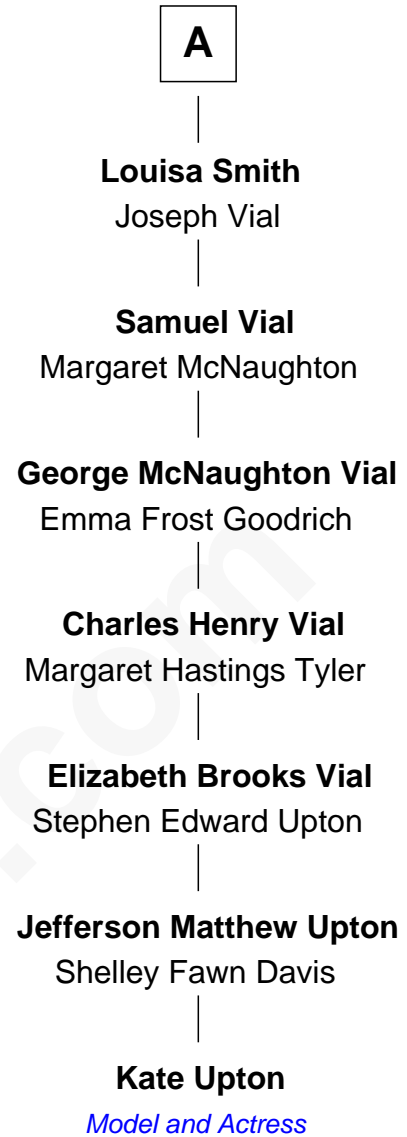 A
Louisa Smith
Joseph Vial
Samuel Vial
Margaret McNaughton
George McNaughton Vial
Emma Frost Goodrich
Charles Henry Vial
Margaret Hastings Tyler
Elizabeth Brooks Vial
Stephen Edward Upton
Jefferson Matthew Upton
Shelley Fawn Davis
Kate Upton
Model and Actress
.com